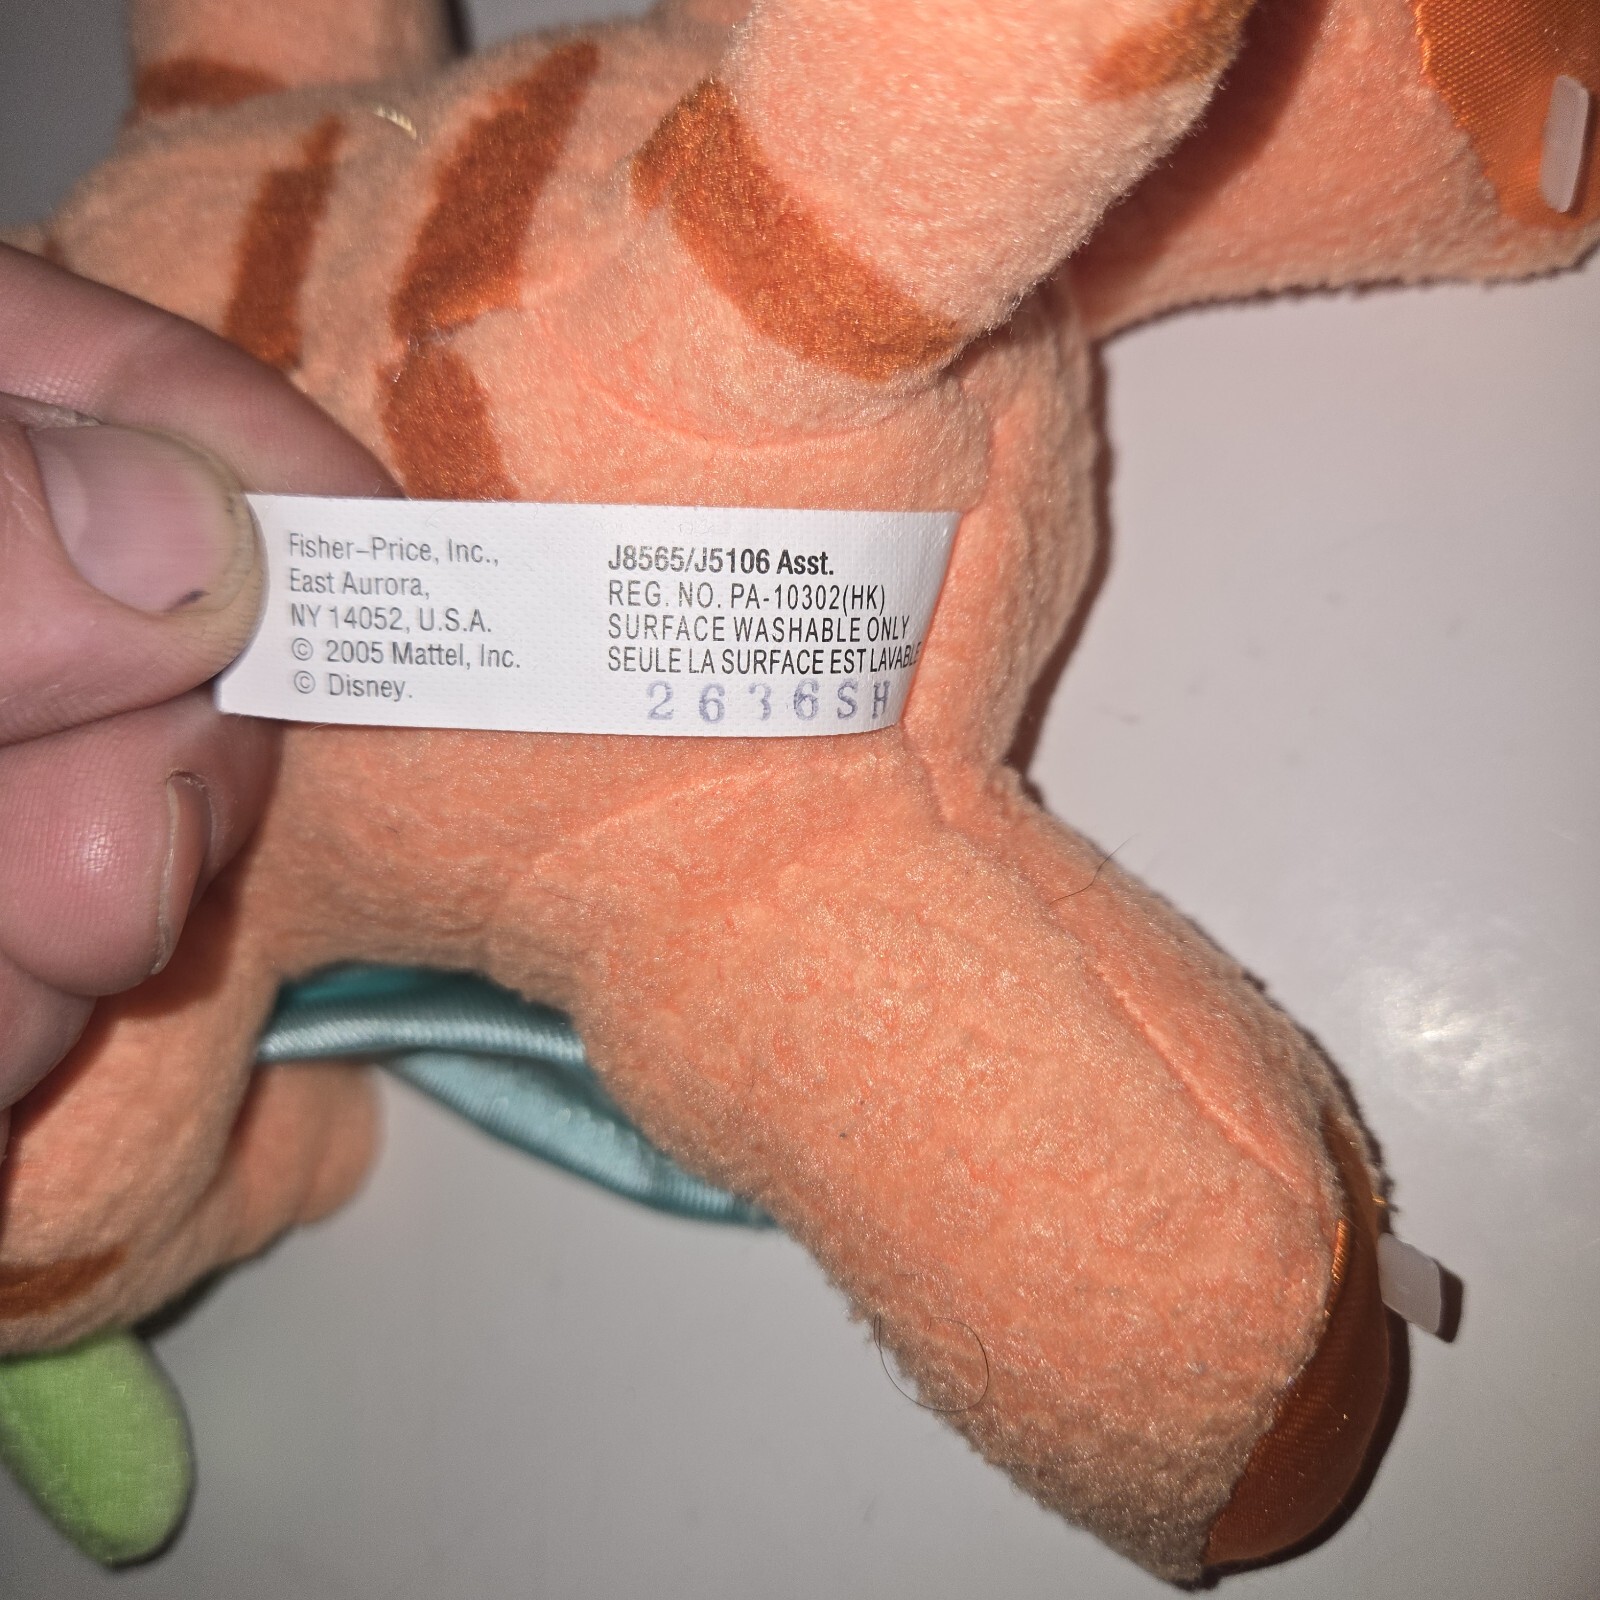 Fisher-Price, Inc.,
East Aurora,
NY 14052, U.S.A.
© 2005 Mattel, Inc.
© Disney.
J8565/J5106 Asst.
REG. NO. PA-10302(HK)
SURFACE WASHABLE ONLY
SEULE LA SURFACE EST LAVABLE
2636SH